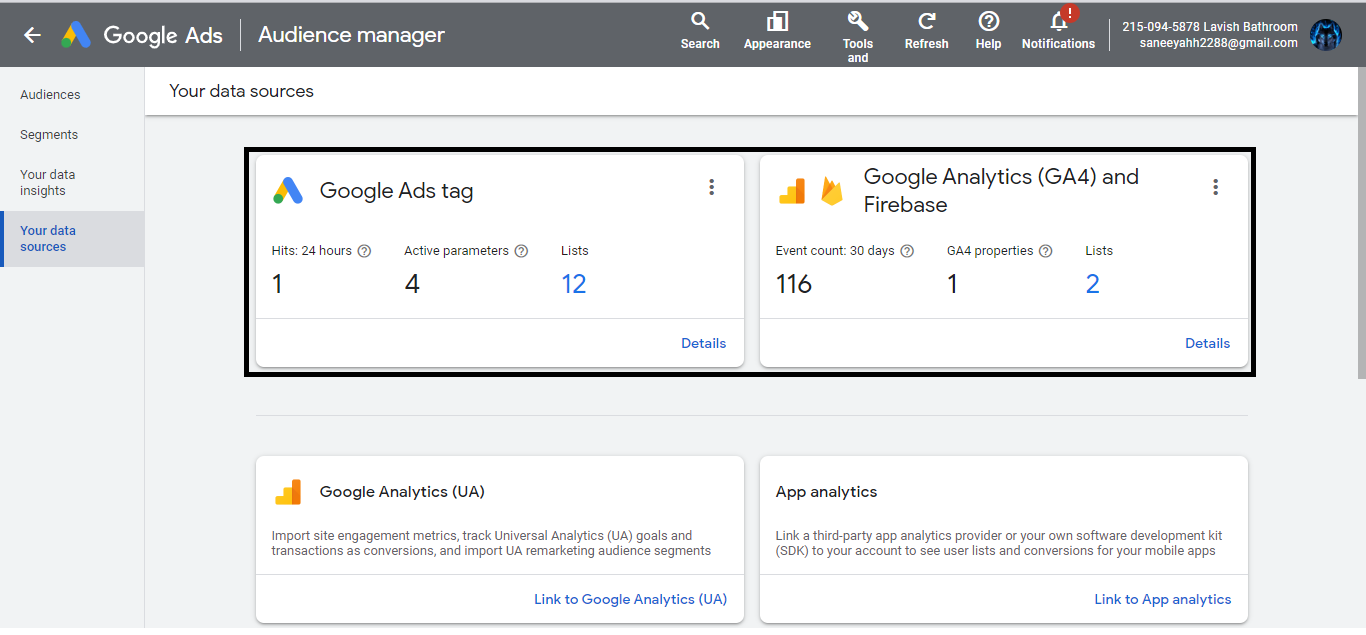 Google Ads
Audience manager
Search
Appearance
Tools
and
Refresh
Help
!
Notifications
215-094-5878 Lavish Bathroom
saneeyahh2288@gmail.com
Audiences
Segments
Your data
insights
Your data
sources
Your data sources
Google Ads tag
Hits: 24 hours ?
Active parameters ?
Lists
1
4
12
Details
Google Analytics (GA4) and
Firebase
Event count: 30 days ?
GA4 properties ?
Lists
116
1
2
Details
Google Analytics (UA)
Import site engagement metrics, track Universal Analytics (UA) goals and
transactions as conversions, and import UA remarketing audience segments
Link to Google Analytics (UA)
App analytics
Link a third-party app analytics provider or your own software development kit
(SDK) to your account to see user lists and conversions for your mobile apps
Link to App analytics